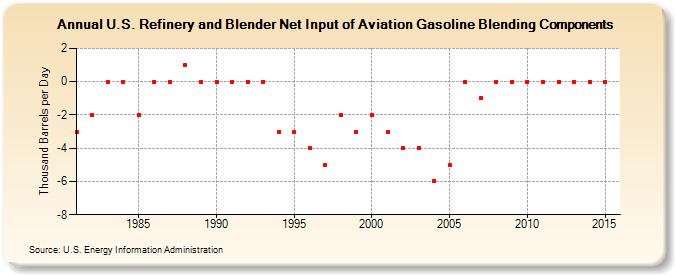 Annual U.S. Refinery and Blender Net Input of Aviation Gasoline Blending Components
Thousand Barrels per Day
2
0
-2
-4
-6
-8
1985 1990 1995 2000 2005 2010 2015
Source: U.S. Energy Information Administration